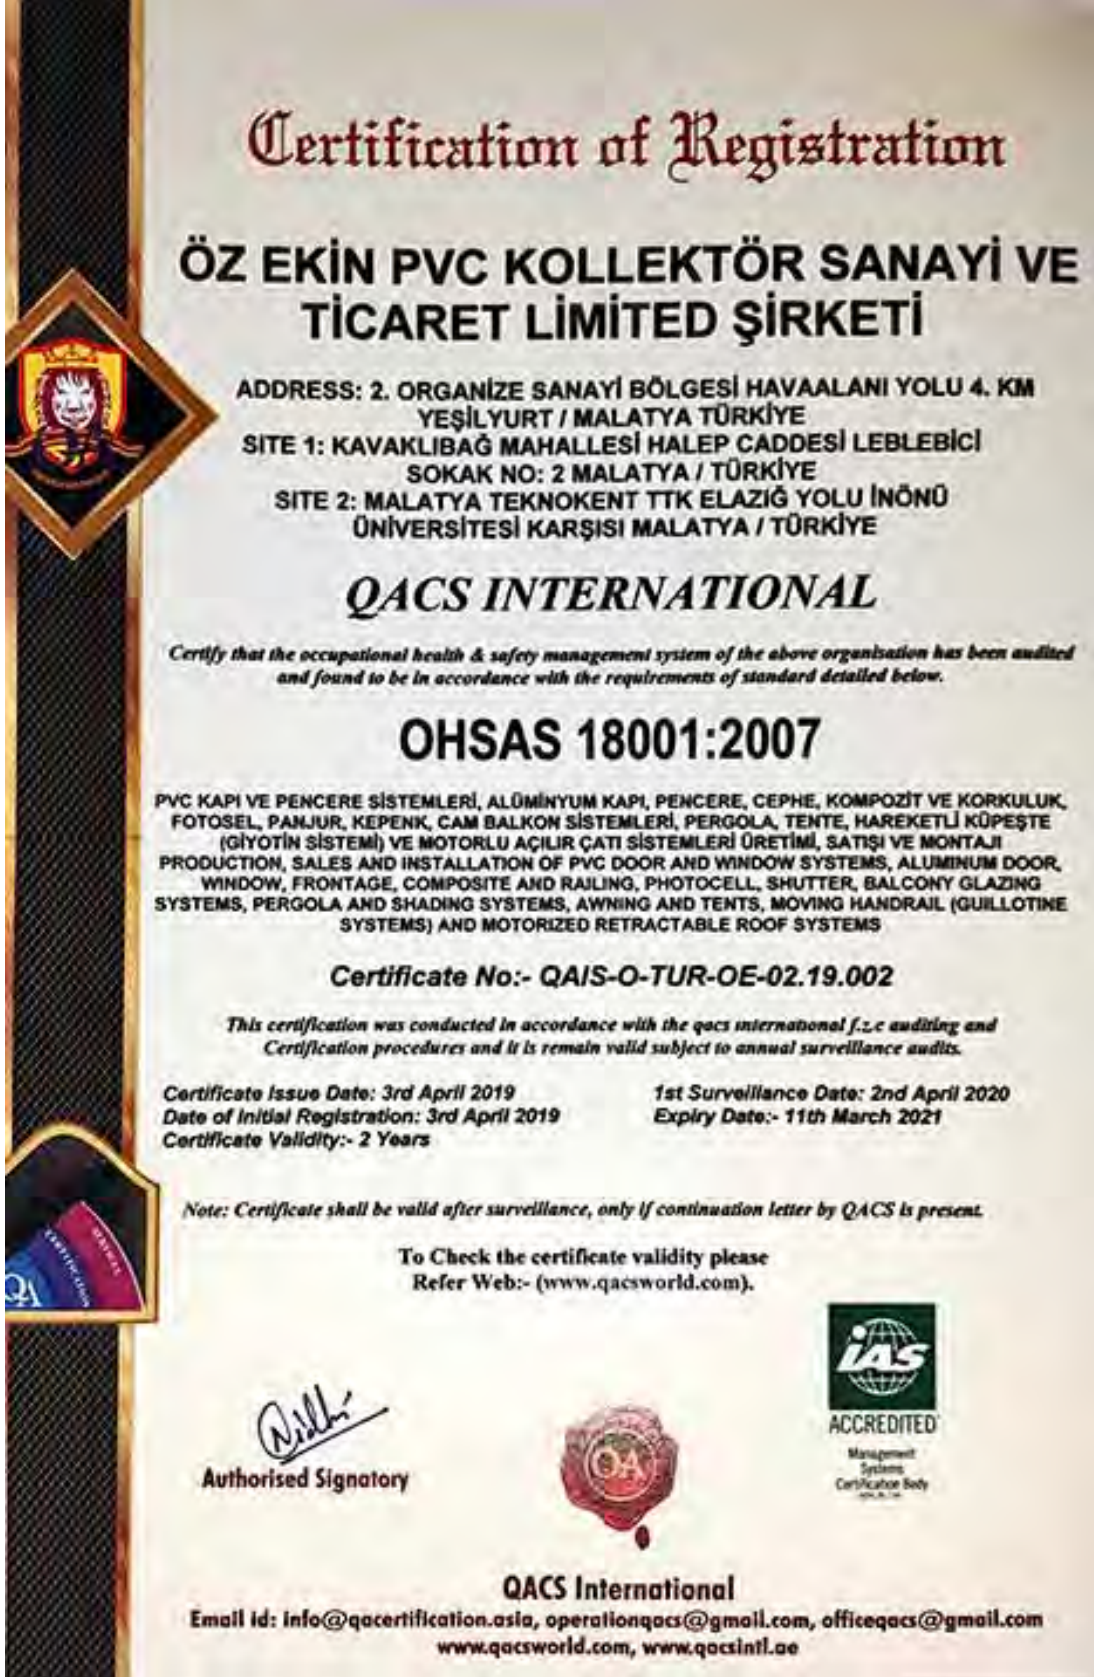 Certification of Registration
ÖZ EKİN PVC KOLLEKTÖR SANAYİ VE
TİCARET LİMİTED ŞİRKETİ
ADDRESS: 2. ORGANİZE SANAYİ BÖLGESİ HAVAALANI YOLU 4. KM
YEŞİLYURT / MALATYA TÜRKİYE
SITE 1: KAVAKLIBAĞ MAHALLESİ HALEP CADDESİ LEBLEBİCİ
SOKAK NO: 2 MALATYA / TÜRKİYE
SITE 2: MALATYA TEKNOKENT TTK ELAZIĞ YOLU İNÖNÜ
ÜNİVERSİTESİ KARŞISI MALATYA / TÜRKİYE
QACS INTERNATIONAL
Certify that the occupational health & safety management system of the above organisation has been audited
and found to be in accordance with the requirements of standard detailed below.
OHSAS 18001:2007
PVC KAPI VE PENCERE SİSTEMLERİ, ALÜMİNYUM KAPI, PENCERE, CEPHE, KOMPOZİT VE KORKULUK,
FOTOSEL, PANJUR, KEPENK, CAM BALKON SİSTEMLERİ, PERGOLA, TENTE, HAREKETLİ KÜPEŞTE
(GİYOTİN SİSTEMİ) VE MOTORLU AÇILIR ÇATI SİSTEMLERİ ÜRETİMİ, SATIŞI VE MONTAJI
PRODUCTION, SALES AND INSTALLATION OF PVC DOOR AND WINDOW SYSTEMS, ALUMINUM DOOR,
WINDOW, FRONTAGE, COMPOSITE AND RAILING, PHOTOCELL, SHUTTER, BALCONY GLAZING
SYSTEMS, PERGOLA AND SHADING SYSTEMS, AWNING AND TENTS, MOVING HANDRAIL (GUILLOTINE
SYSTEMS) AND MOTORIZED RETRACTABLE ROOF SYSTEMS
Certificate No:- QAIS-O-TUR-OE-02.19.002
This certification was conducted in accordance with the qacs international f.z.e auditing and
Certification procedures and it is remain valid subject to annual surveillance audits.
Certificate Issue Date: 3rd April 2019
Date of Initial Registration: 3rd April 2019
Certificate Validity:- 2 Years
1st Surveillance Date: 2nd April 2020
Expiry Date:- 11th March 2021
Note: Certificate shall be valid after surveillance, only if continuation letter by QACS is present.
To Check the certificate validity please
Refer Web:- (www.qacsworld.com).
QA
CERTIFICATION
SERVICES
Authorised Signatory
QA
IAS
ACCREDITED
Management
Systems
Certification Body
QACS International
Email id: info@qacertification.asia, operationqacs@gmail.com, officeqacs@gmail.com
www.qacsworld.com, www.qacsintl.ae